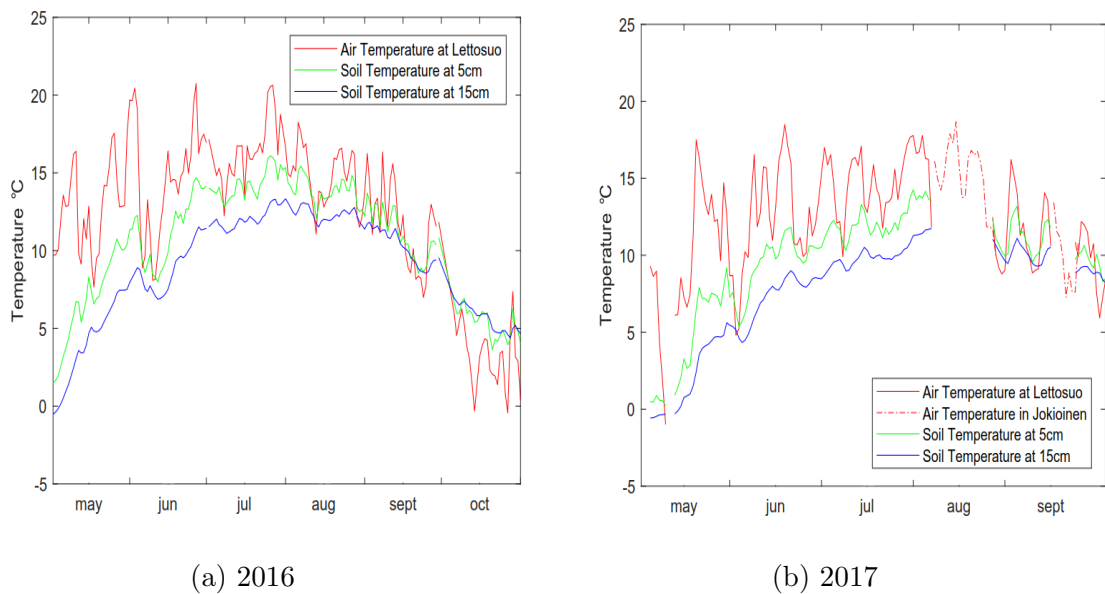 25
20
15
10
5
0
-5
Temperature °C
may jun jul aug sept oct
Air Temperature at Lettosuo
Soil Temperature at 5cm
Soil Temperature at 15cm
(a) 2016
25
20
15
10
5
0
-5
Temperature °C
may jun jul aug sept
Air Temperature at Lettosuo
Air Temperature in Jokioinen
Soil Temperature at 5cm
Soil Temperature at 15cm
(b) 2017